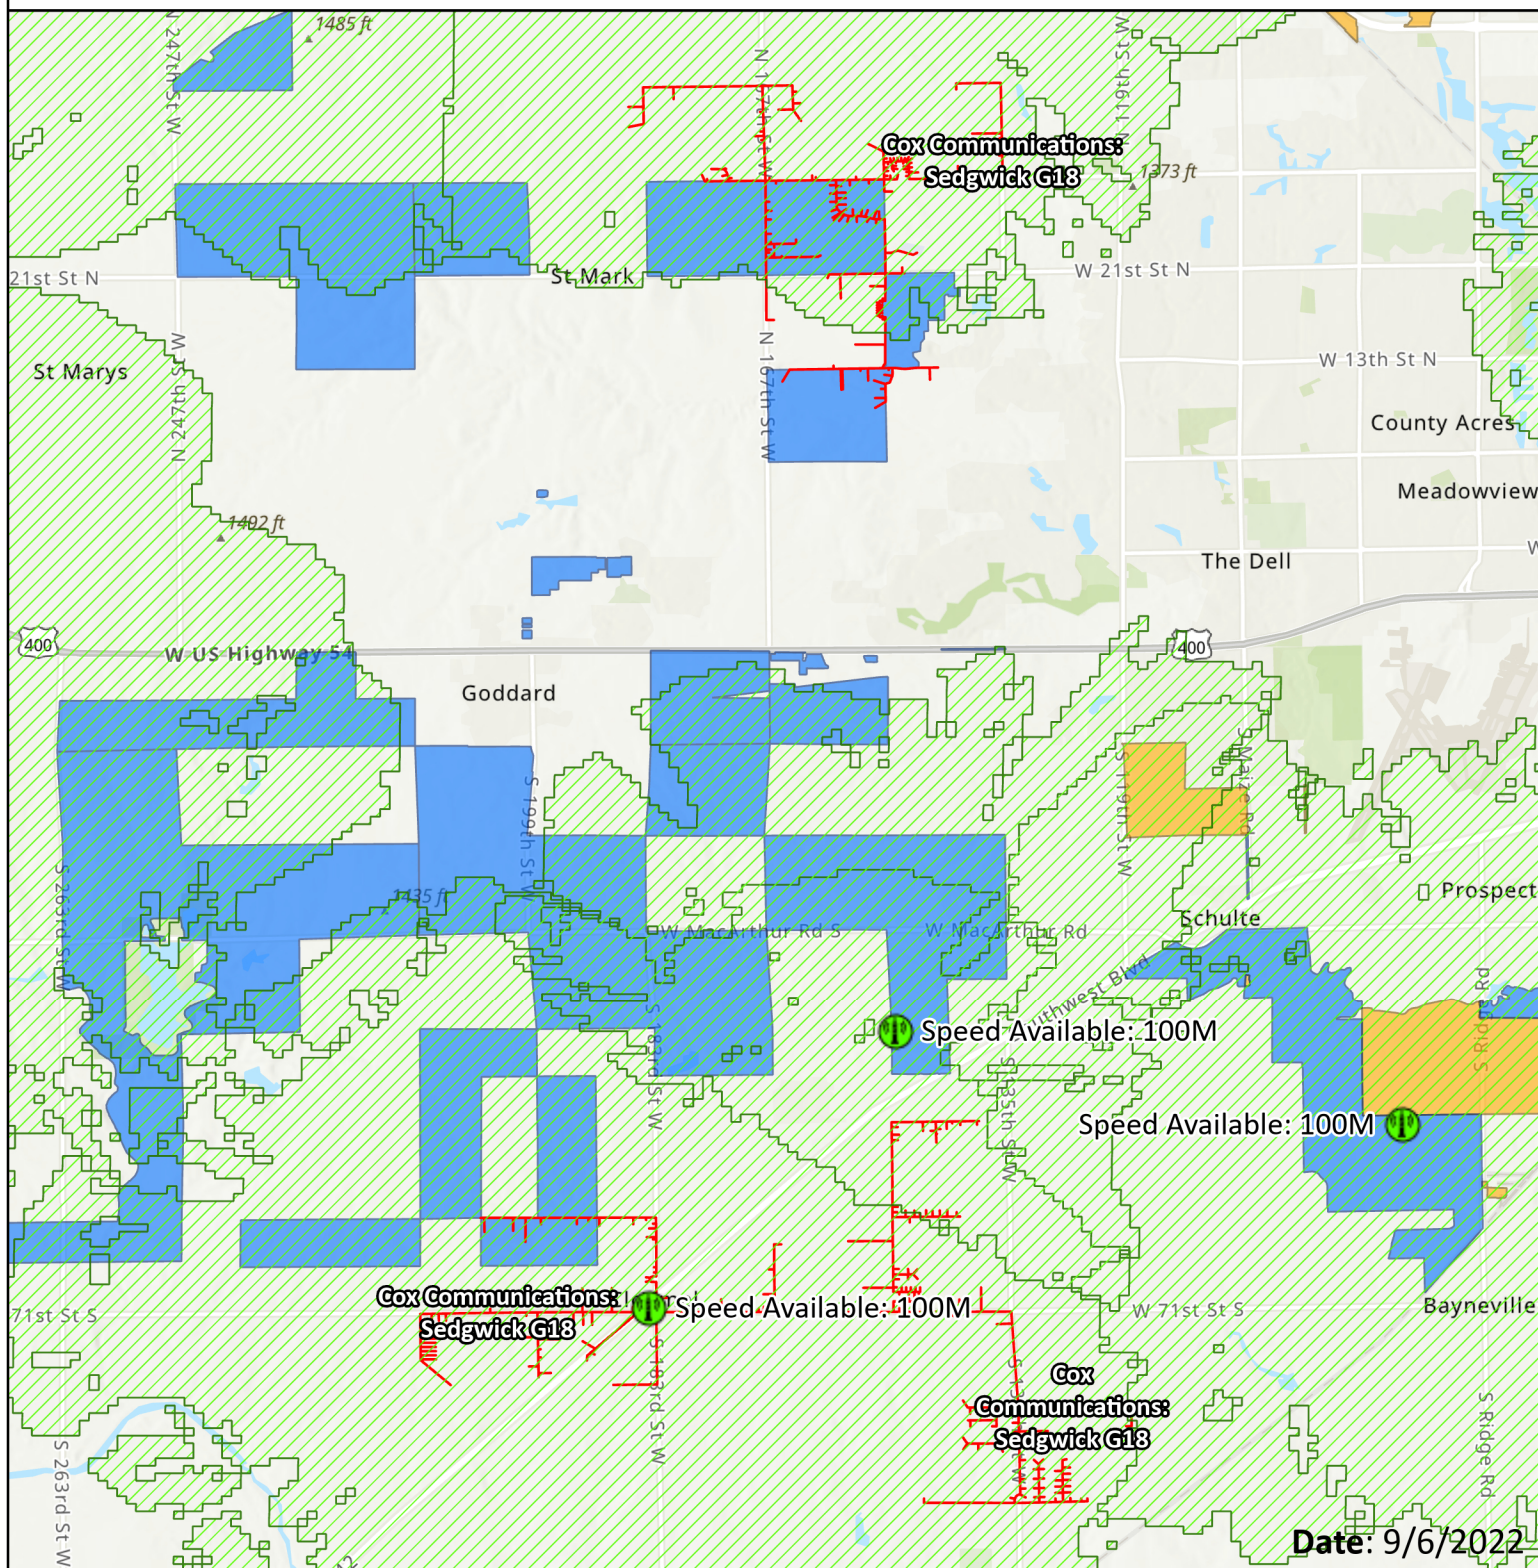 1485 ft
N 247th St W
N 167th St W
N 119th St W
Cox Communications:
Sedgwick G18
1373 ft
21st St N
St Mark
W 21st St N
St Marys
N 247th St W
N 167th St W
W 13th St N
County Acres
Meadowview
1492 ft
The Dell
W
400
W US Highway 54
400
Goddard
S 199th St W
S 119th St W
S Maize Rd
S 263rd St W
1435 ft
Prospect
Schulte
W MacArthur Rd S
W MacArthur Rd
uthwest Blvd
S 183rd St W
Speed Available: 100M
S 135th St W
S Ridge Rd
Speed Available: 100M
Cox Communications:
Sedgwick G18
Speed Available: 100M
71st St S
W 71st St S
Bayneville
S 183rd St W
Cox
Communications:
Sedgwick G18
S 263rd St W
S Ridge Rd
Date: 9/6/2022